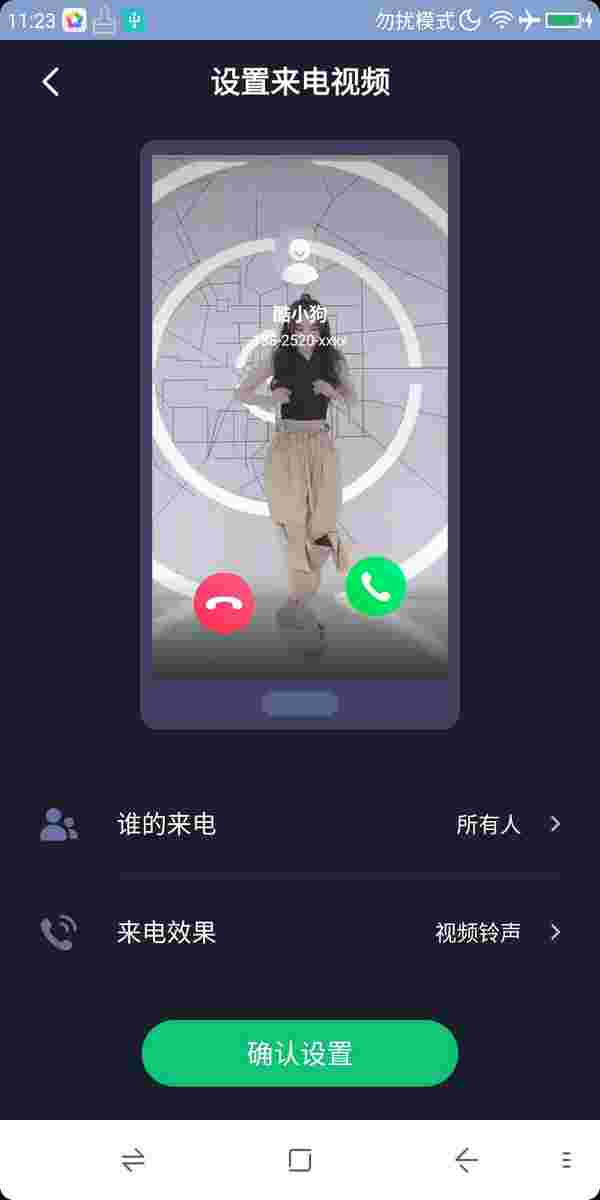 11:23 勿扰模式
设置来电视频
酷小狗
138-2520-xxxx
谁的来电 所有人
来电效果 视频铃声
确认设置